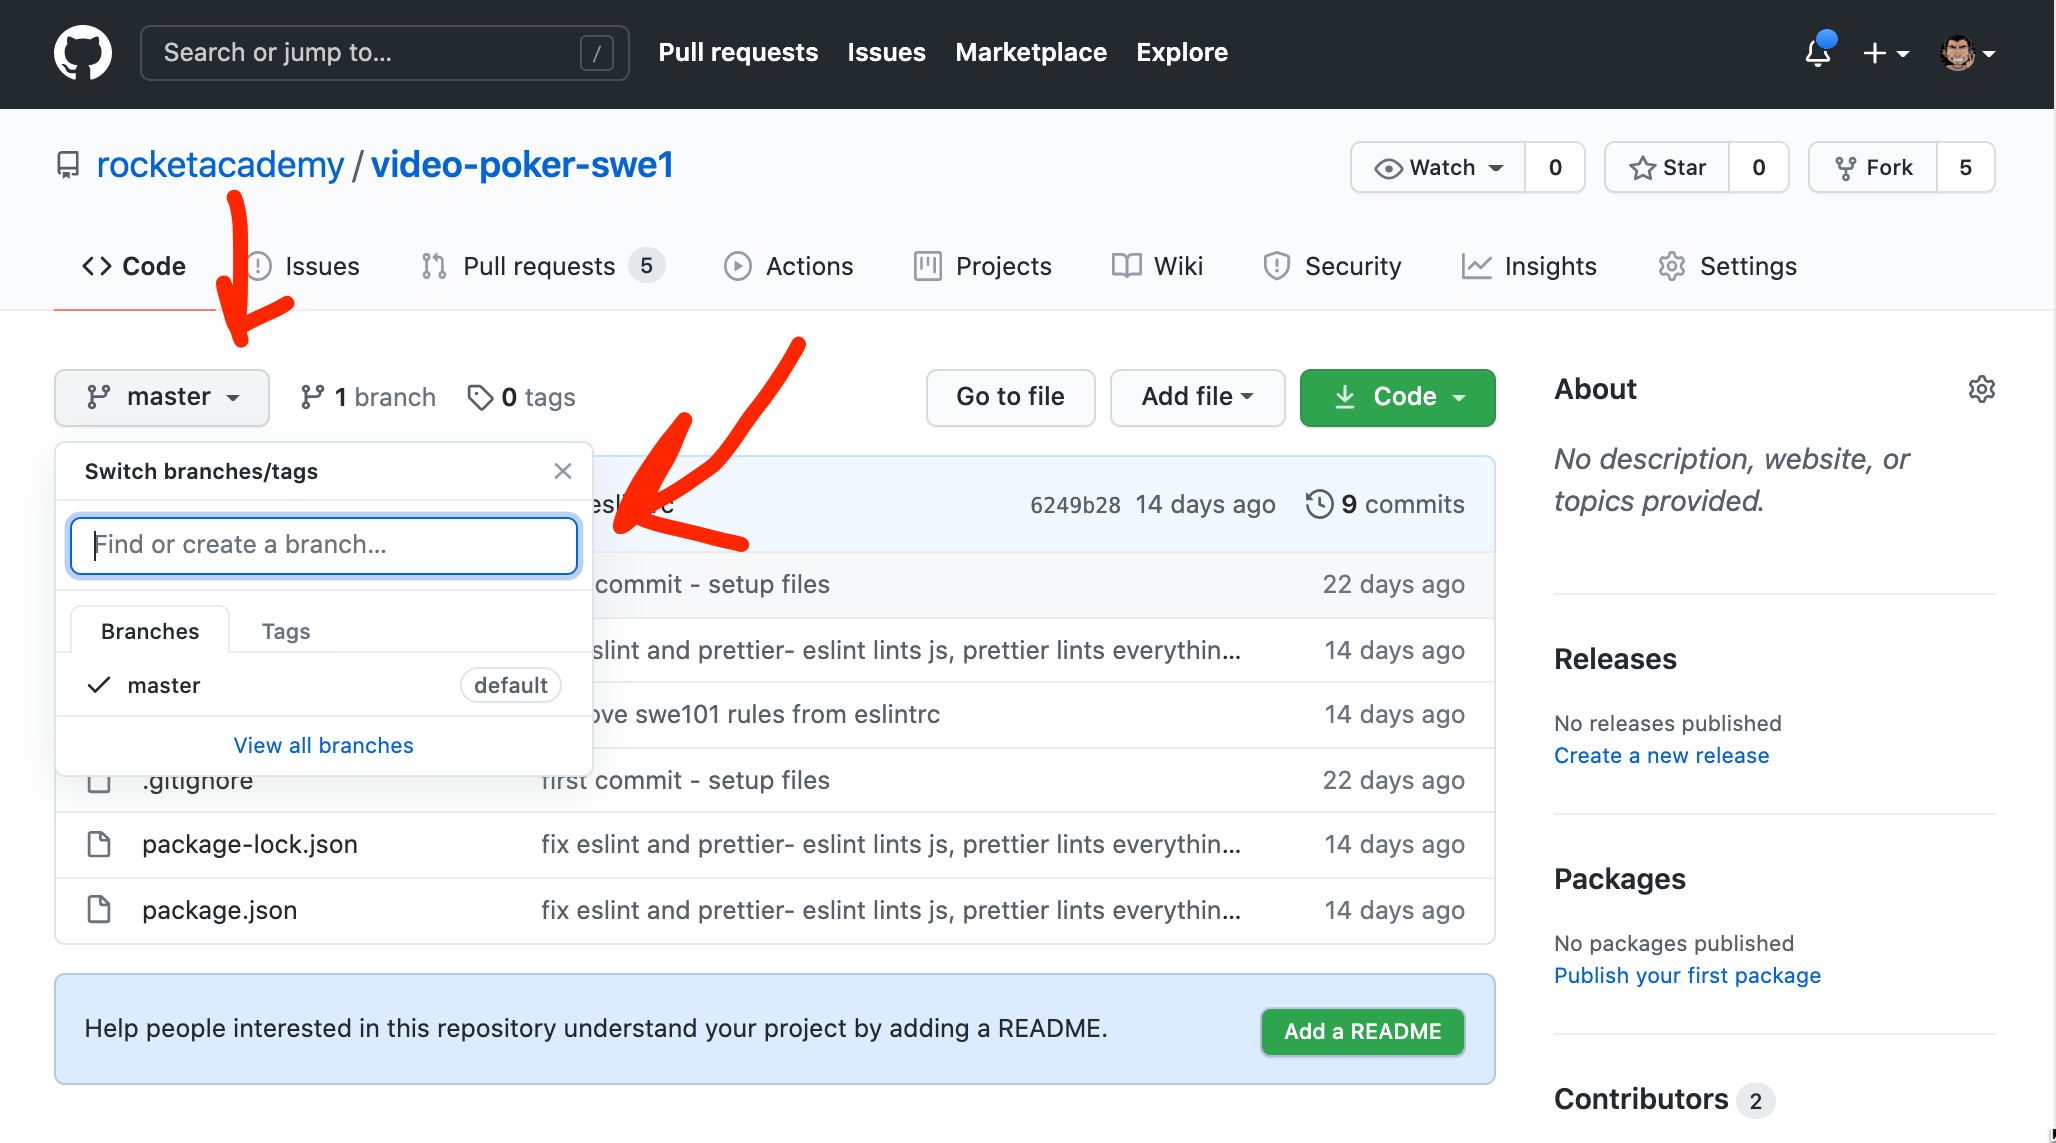 Search or jump to... /
Pull requests Issues Marketplace Explore
rocketacademy / video-poker-swe1
Watch 0 Star 0 Fork 5
Code Issues Pull requests 5 Actions Projects Wiki Security Insights Settings
master 1 branch 0 tags
Go to file Add file Code
Switch branches/tags
Find or create a branch...
Branches Tags
master default
View all branches
6249b28 14 days ago 9 commits
commit - setup files 22 days ago
slint and prettier- eslint lints js, prettier lints everythin... 14 days ago
ove swe101 rules from eslintrc 14 days ago
.gitignore first commit - setup files 22 days ago
package-lock.json fix eslint and prettier- eslint lints js, prettier lints everythin... 14 days ago
package.json fix eslint and prettier- eslint lints js, prettier lints everythin... 14 days ago
Help people interested in this repository understand your project by adding a README.
Add a README
About
No description, website, or
topics provided.
Releases
No releases published
Create a new release
Packages
No packages published
Publish your first package
Contributors 2